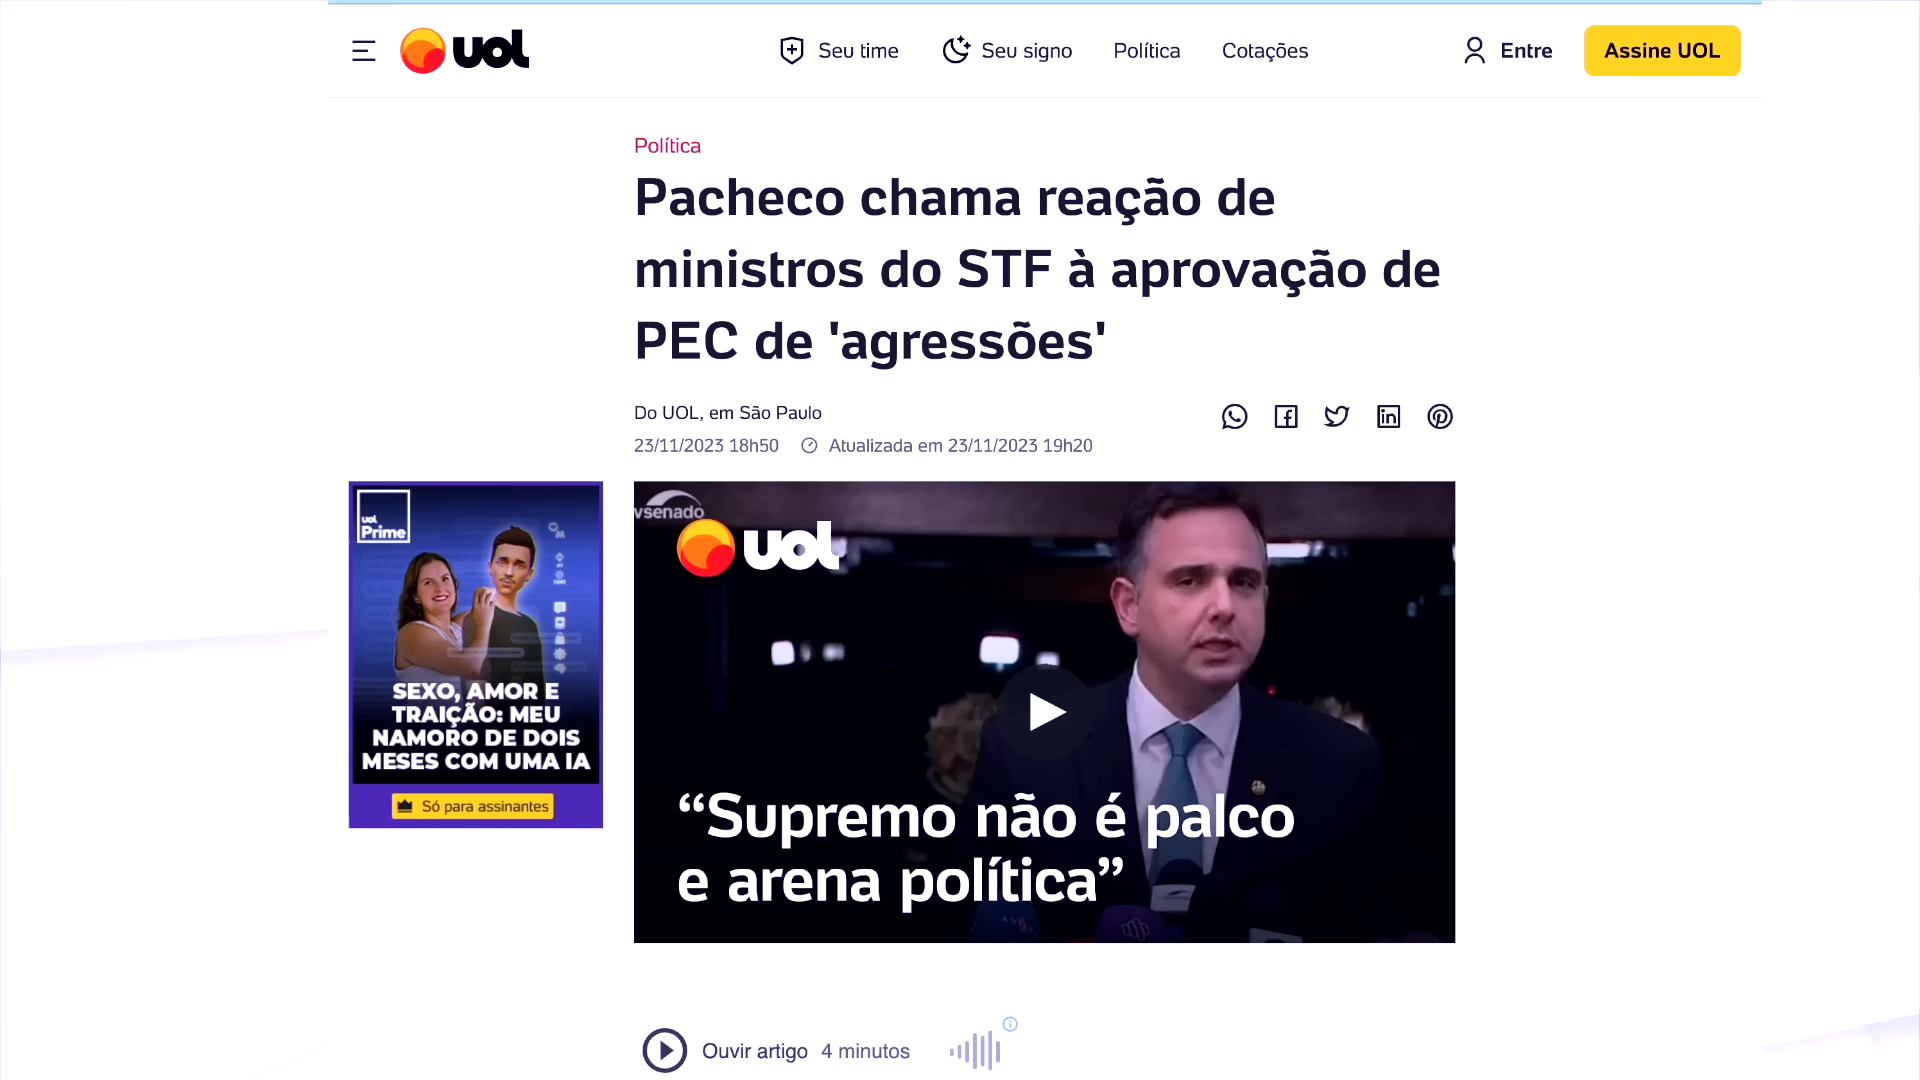 uol
Seu time
Seu signo
Política
Cotações
Entre
Assine UOL
Política
Pacheco chama reação de
ministros do STF à aprovação de
PEC de 'agressões'
Do UOL, em São Paulo
23/11/2023 18h50
Atualizada em 23/11/2023 19h20
uol
Prime
SEXO, AMOR E
TRAIÇÃO: MEU
NAMORO DE DOIS
MESES COM UMA IA
Só para assinantes
vsenado
uol
“Supremo não é palco
e arena política”
Ouvir artigo
4 minutos